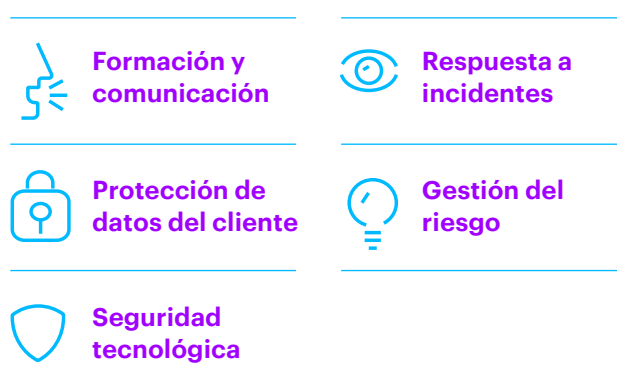 Formación y
comunicación
Respuesta a
incidentes
Protección de
datos del cliente
Gestión del
riesgo
Seguridad
tecnológica